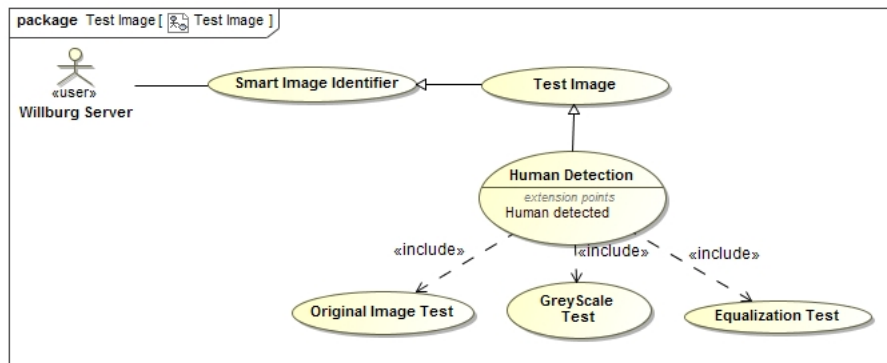 package Test Image [ Test Image ]
«user»
Willburg Server
Smart Image Identifier
Test Image
Human Detection
extension points
Human detected
«include»
«include»
«include»
Original Image Test
GreyScale
Test
Equalization Test